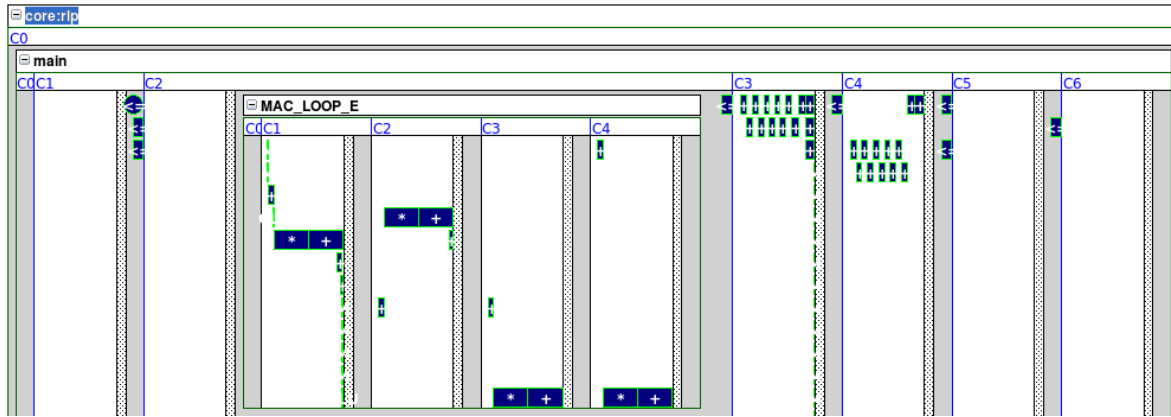 core:rlp
C0
main
C0 C1 C2 C3 C4 C5 C6
MAC_LOOP_E
C0 C1 C2 C3 C4
<= <= + + + + + + + <= + + <=
<= + + + + + + <=
<= + + + + + + <=
+ + + + + +
* +
* +
* + * +